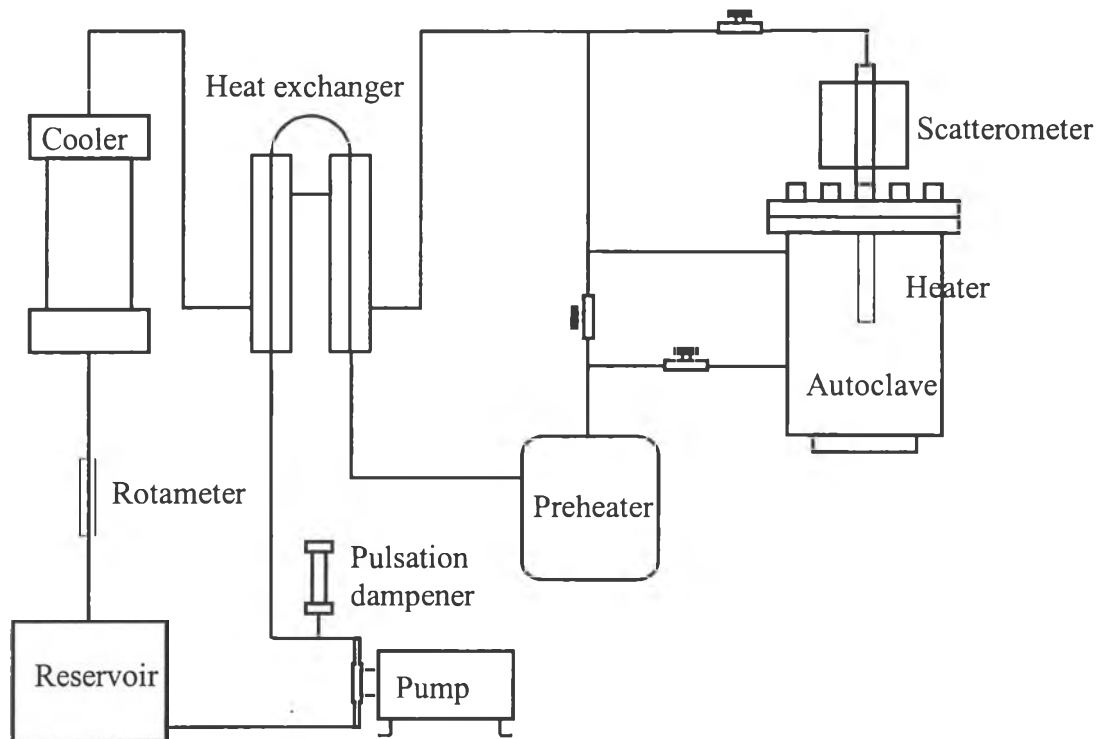 Heat exchanger
Cooler
Scatterometer
Heater
Autoclave
Rotameter
Preheater
Pulsation
dampener
Reservoir
Pump